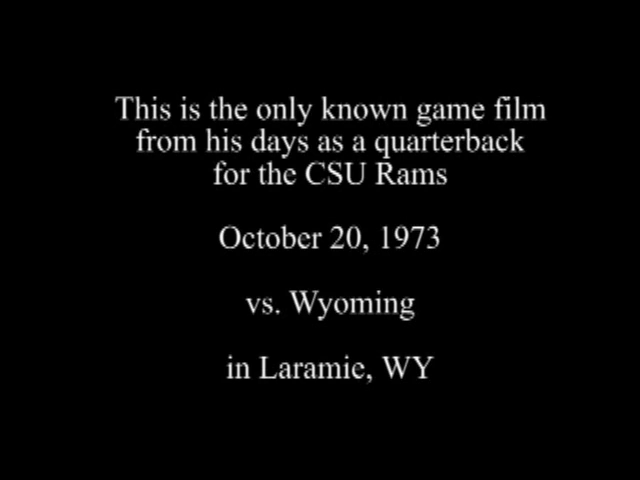 This is the only known game film
from his days as a quarterback
for the CSU Rams
October 20, 1973
vs. Wyoming
in Laramie, WY